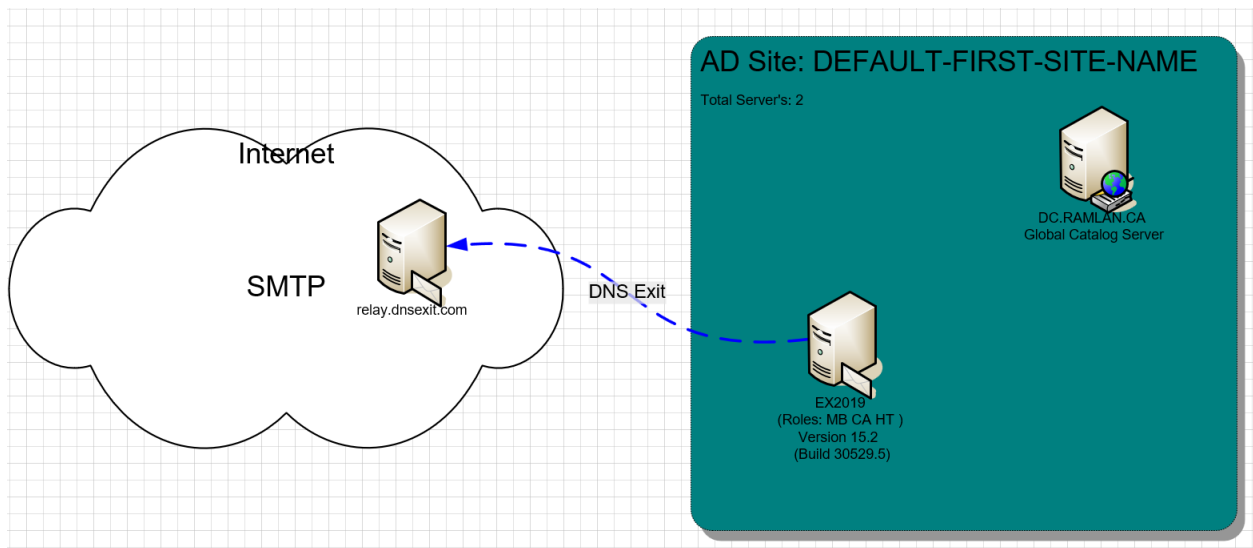 AD Site: DEFAULT-FIRST-SITE-NAME
Total Server's: 2
Internet
SMTP
relay.dnsexit.com
DNS Exit
DC.RAMLAN.CA
Global Catalog Server
EX2019
(Roles: MB CA HT )
Version 15.2
(Build 30529.5)